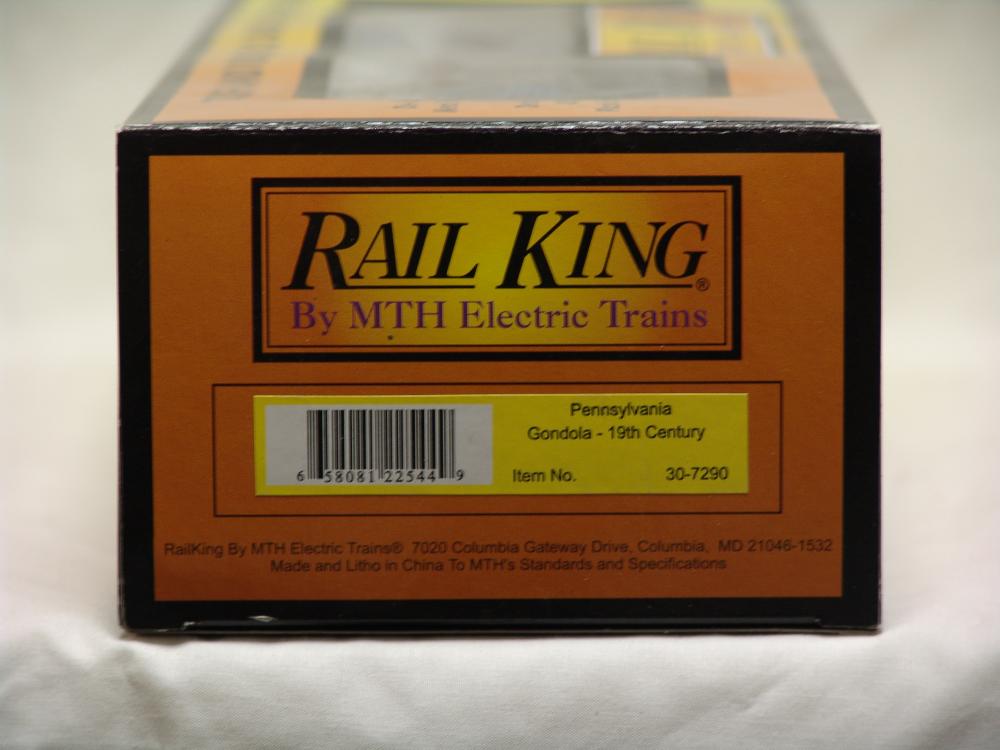 RAIL KING®
By MTH Electric Trains
Pennsylvania
Gondola - 19th Century
6 58081 22544 9
Item No. 30-7290
RailKing By MTH Electric Trains® 7020 Columbia Gateway Drive, Columbia, MD 21046-1532
Made and Litho in China To MTH's Standards and Specifications